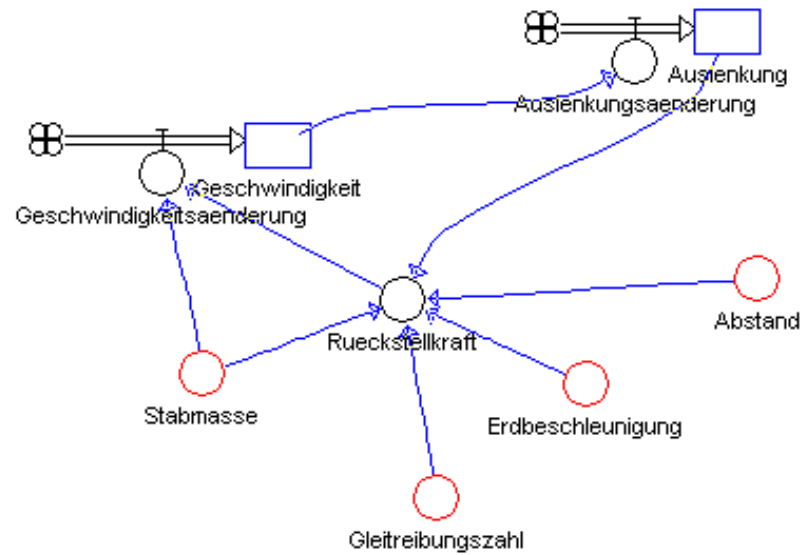 Auslenkung
Auslenkungsaenderung
Geschwindigkeit
Geschwindigkeitsaenderung
Abstand
Rueckstellkraft
Stabmasse
Erdbeschleunigung
Gleitreibungszahl